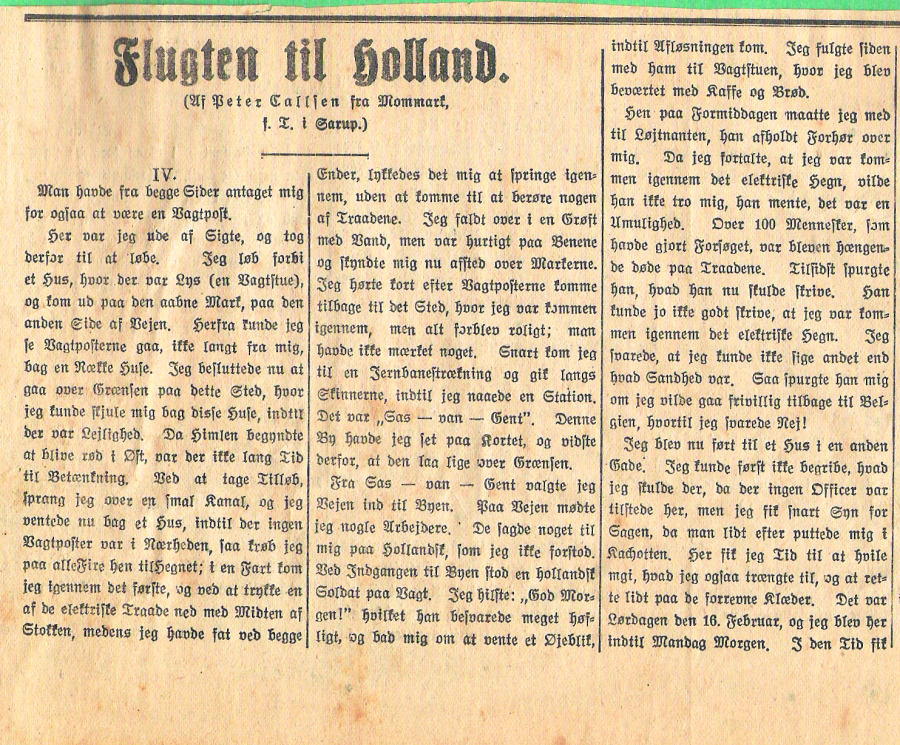 Flugten til Holland.
(Af Peter Callsen fra Mommark,
s. T. i Sarup.)
IV.
Man havde fra begge Sider antaget mig
for ogsaa at være en Vagtpost.
Her var jeg ude af Sigte, og tog
derfor til at løbe. Jeg løb forbi
et Hus, hvor der var Lys (en Vagtstue),
og kom ud paa den aabne Mark, paa den
anden Side af Vejen. Herfra kunde jeg
se Vagtposterne gaa, ikke langt fra mig,
bag en Række Huse. Jeg besluttede nu at
gaa over Grænsen paa dette Sted, hvor
jeg kunde skjule mig bag disse Huse, indtil
der var Lejlighed. Da Himlen begyndte
at blive rød i Øst, var der ikke lang Tid
til Betænkning. Ved at tage Tilløb,
sprang jeg over en smal Kanal, og jeg
ventede nu bag et Hus, indtil der ingen
Vagtposter var i Nærheden, saa krøb jeg
paa alleFire hen tilHegnet; i en Fart kom
jeg igennem det første, og ved at trykke en
af de elektriske Traade ned med Midten af
Stokken, medens jeg havde fat ved begge
Ender, lykkedes det mig at springe igen-
nem, uden at komme til at berøre nogen
af Traadene. Jeg faldt over i en Grøft
med Vand, men var hurtigt paa Benene
og skyndte mig nu afsted over Markerne.
Jeg hørte kort efter Vagtposterne komme
tilbage til det Sted, hvor jeg var kommen
igennem, men alt forblev roligt; man
havde ikke mærket noget. Snart kom jeg
til en Jernbanestrækning og gik langs
Skinnerne, indtil jeg naaede en Station.
Det var „Sas — van — Gent". Denne
By havde jeg set paa Kortet, og vidste
derfor, at den laa lige over Grænsen.
Fra Sas — van — Gent valgte jeg
Vejen ind til Byen. Paa Vejen mødte
jeg nogle Arbejdere. De sagde noget til
mig paa Hollandsk, som jeg ikke forstod.
Ved Indgangen til Byen stod en hollandsk
Soldat paa Vagt. Jeg hilste: „God Mor-
gen!" hvilket han besvarede meget høf-
ligt, og bad mig om at vente et Øjeblik,
indtil Afløsningen kom. Jeg fulgte siden
med ham til Vagtstuen, hvor jeg blev
beværtet med Kaffe og Brød.
Hen paa Formiddagen maatte jeg med
til Løjtnanten, han afholdt Forhør over
mig. Da jeg fortalte, at jeg var kom-
men igennem det elektriske Hegn, vilde
han ikke tro mig, han mente, det var en
Umulighed. Over 100 Mennesker, som
havde gjort Forsøget, var bleven hængen-
de døde paa Traadene. Tilsidst spurgte
han, hvad han nu skulde skrive. Han
kunde jo ikke godt skrive, at jeg var kom-
men igennem det elektriske Hegn. Jeg
svarede, at jeg kunde ikke sige andet end
hvad Sandhed var. Saa spurgte han mig
om jeg vilde gaa frivillig tilbage til Bel-
gien, hvortil jeg svarede Nej!
Jeg blev nu ført til et Hus i en anden
Gade. Jeg kunde først ikke begribe, hvad
jeg skulde der, da der ingen Officer var
tilstede her, men jeg fik snart Syn for
Sagen, da man lidt efter puttede mig i
Kachotten. Her fik jeg Tid til at hvile
mgi, hvad jeg ogsaa trængte til, og at ret-
te lidt paa de forrevne Klæder. Det var
Lørdagen den 16. Februar, og jeg blev her
indtil Mandag Morgen. I den Tid fik